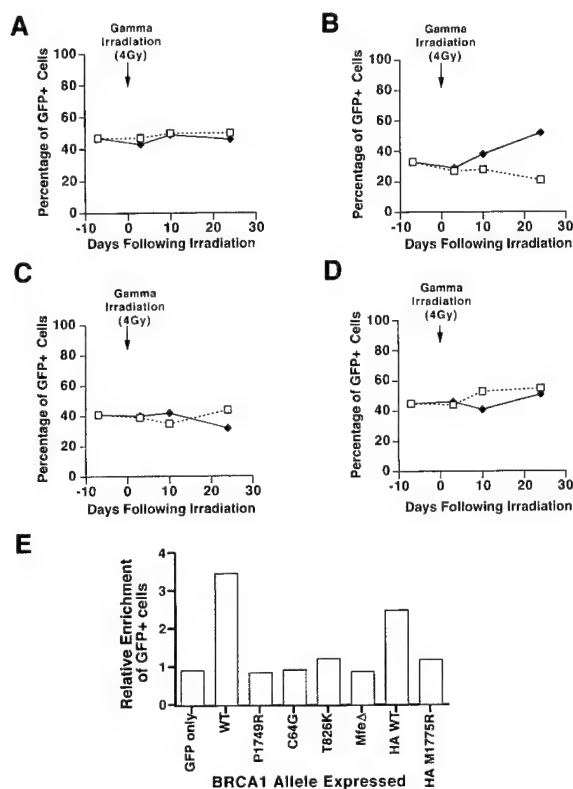 A
Gamma
Irradiation
(4Gy)
Percentage of GFP+ Cells
100
80
60
40
20
0
-10 0 10 20 30
Days Following Irradiation
B
Gamma
Irradiation
(4Gy)
Percentage of GFP+ Cells
100
80
60
40
20
0
-10 0 10 20 30
Days Following Irradiation
C
Gamma
Irradiation
(4Gy)
Percentage of GFP+ Cells
100
80
60
40
20
0
-10 0 10 20 30
Days Following Irradiation
D
Gamma
Irradiation
(4Gy)
Percentage of GFP+ Cells
100
80
60
40
20
0
-10 0 10 20 30
Days Following Irradiation
E
Relative Enrichment
of GFP+ cells
4
3
2
1
0
GFP only
WT
P1749R
C64G
T826K
MfeΔ
HA WT
HA M1775R
BRCA1 Allele Expressed